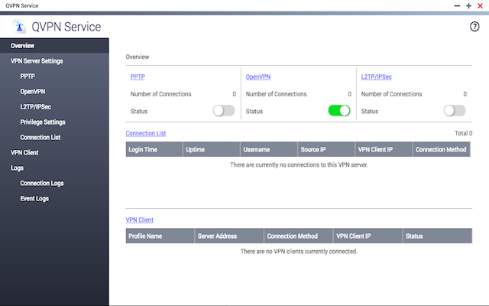 QVPN Service
QVPN Service
Overview
VPN Server Settings
PPTP
OpenVPN
L2TP/IPSec
Privilege Settings
Connection List
VPN Client
Logs
Connection Logs
Event Logs
Overview
PPTP OpenVPN L2TP/IPSec
Number of Connections 0 Number of Connections 0 Number of Connections 0
Status Status Status
Connection List Total 0
Login Time Uptime Username Source IP VPN Client IP Connection Method
There are currently no connections to this VPN server.
VPN Client
Profile Name Server Address Connection Method VPN Client IP Status
There are no VPN clients currently connected.